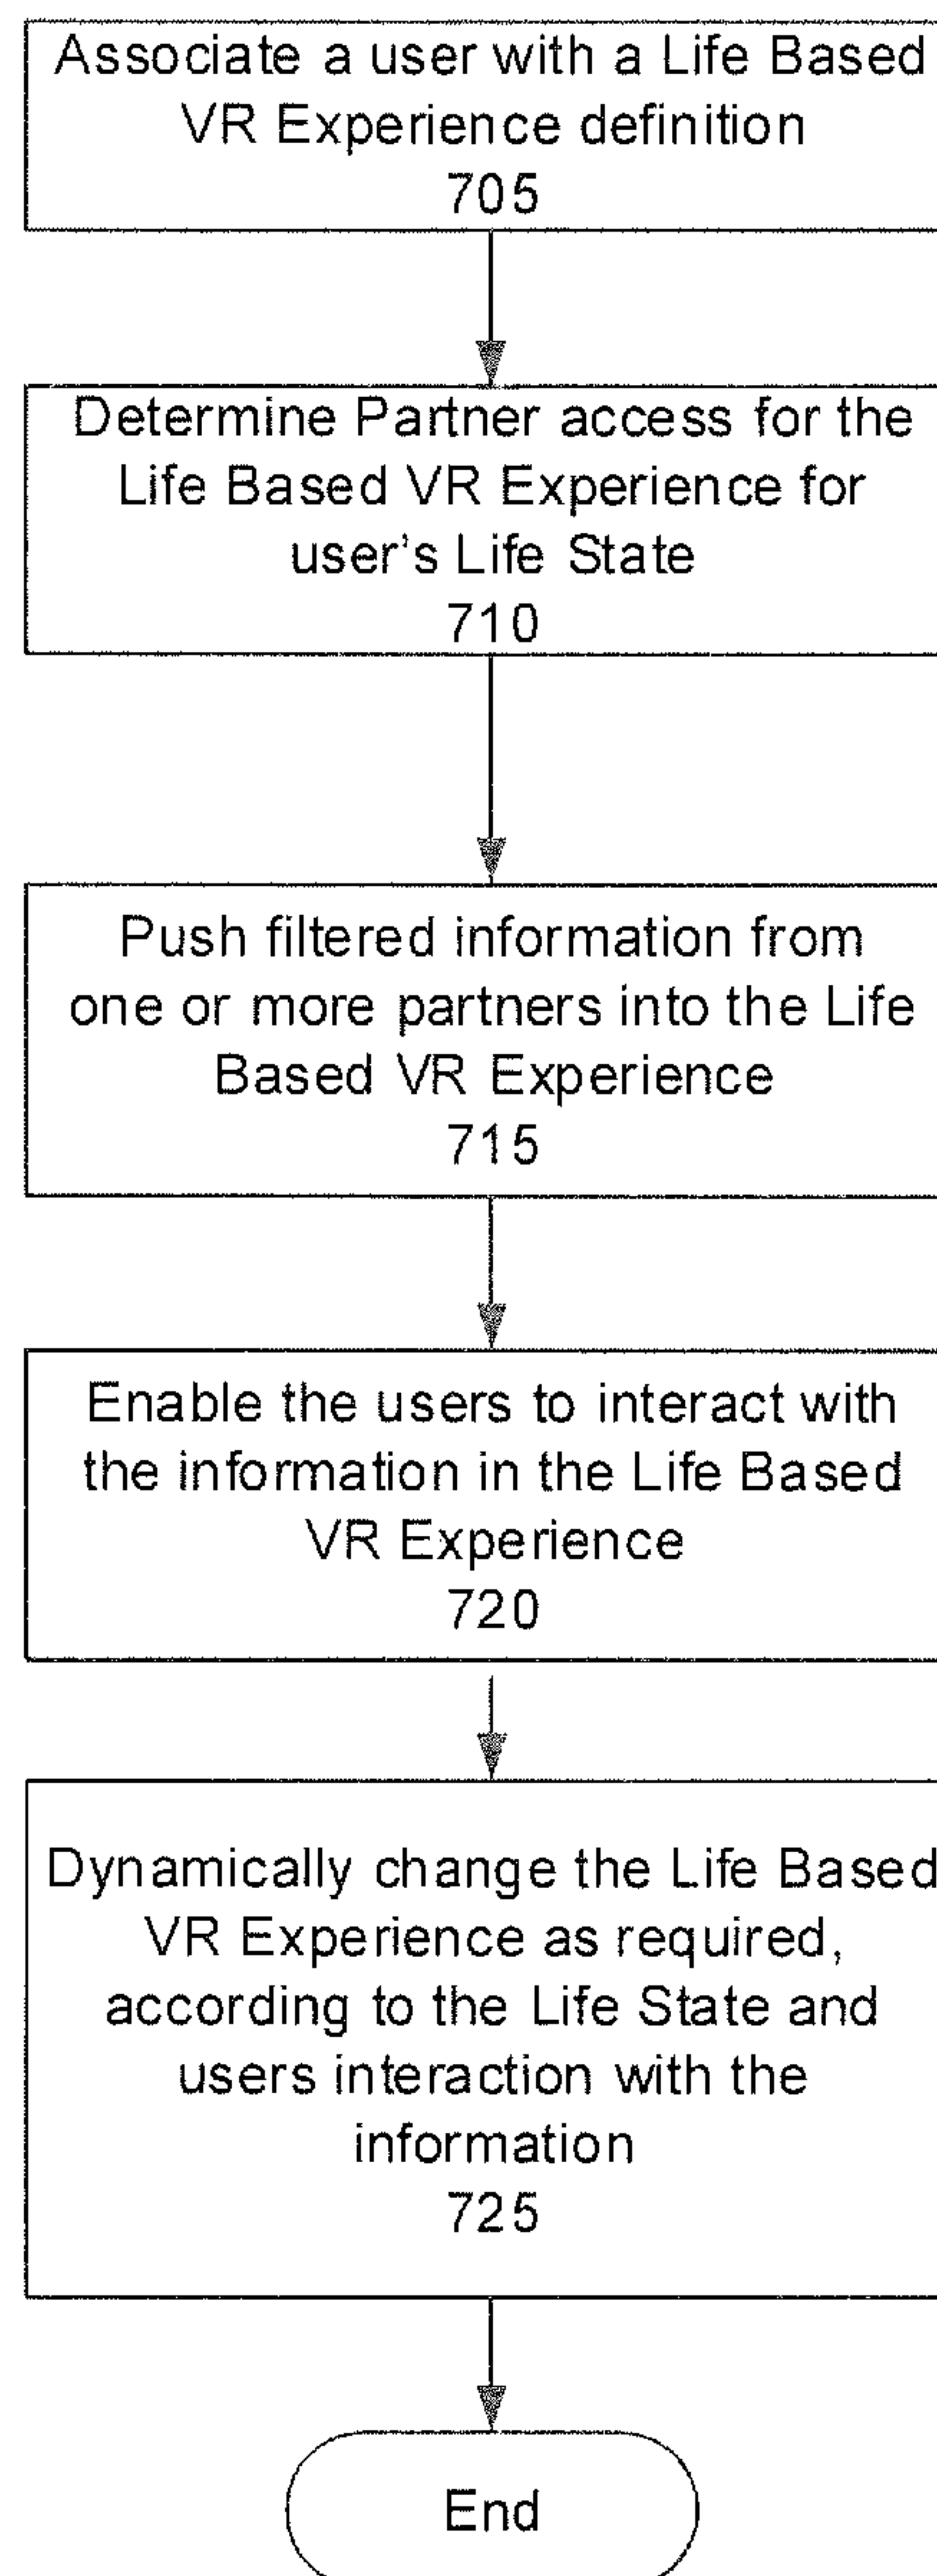 Associate a user with a Life Based
VR Experience definition
705
Determine Partner access for the
Life Based VR Experience for
user's Life State
710
Push filtered information from
one or more partners into the Life
Based VR Experience
715
Enable the users to interact with
the information in the Life Based
VR Experience
720
Dynamically change the Life Based
VR Experience as required,
according to the Life State and
users interaction with the
information
725
End